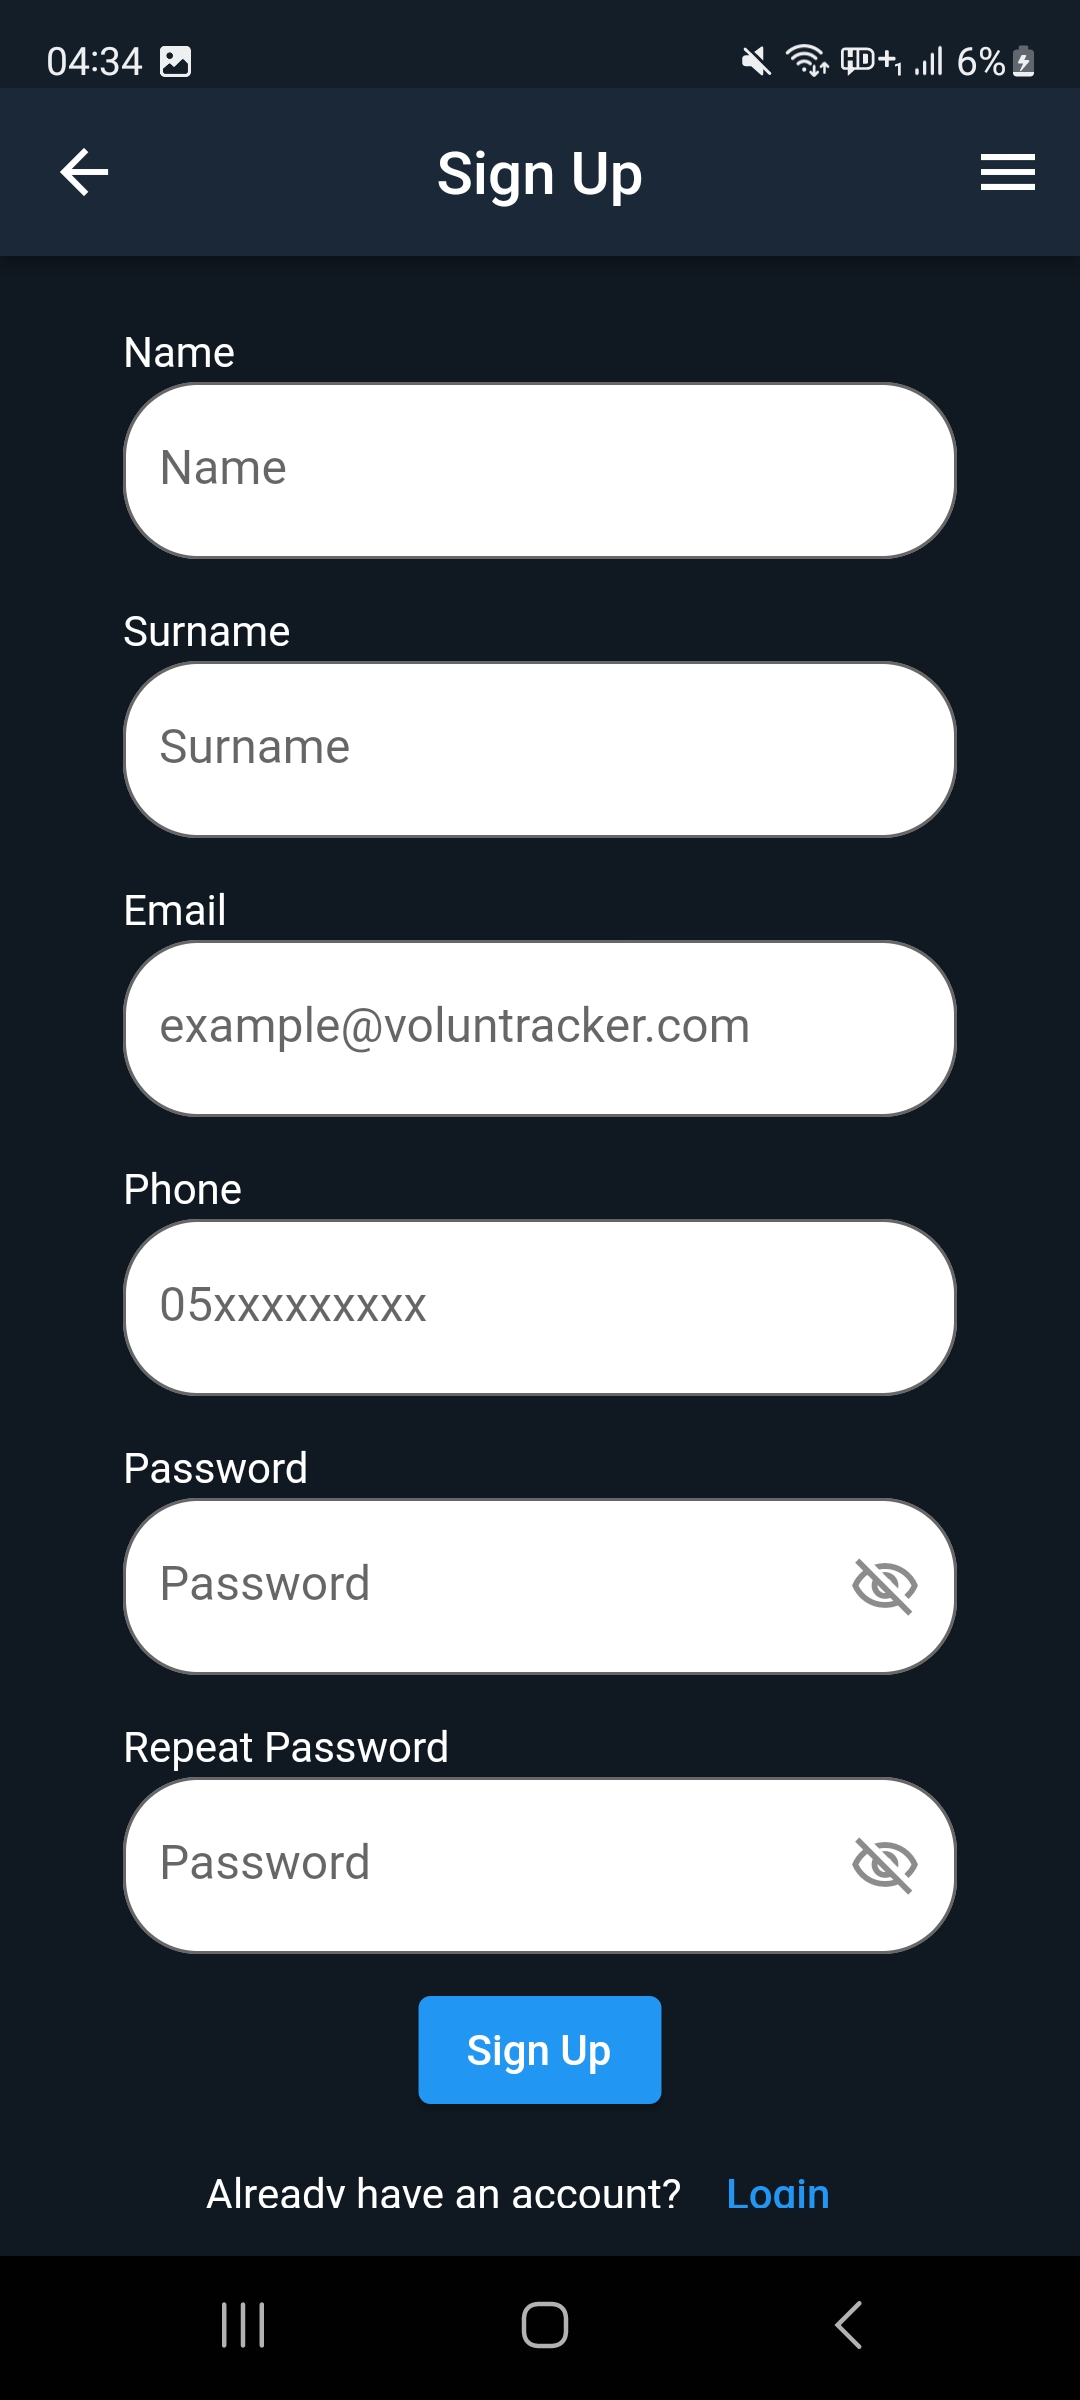 04:34 6%
Sign Up
Name
Name
Surname
Surname
Email
example@voluntracker.com
Phone
05xxxxxxxxx
Password
Password
Repeat Password
Password
Sign Up
Already have an account? Login